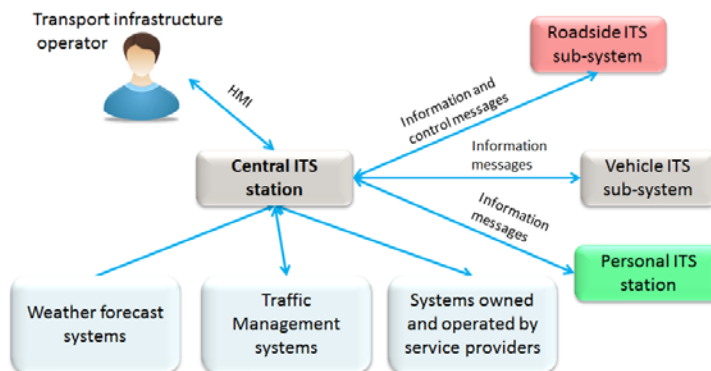 Transport infrastructure
operator
HMI
Roadside ITS
sub-system
Information and
control messages
Central ITS
station
Information
messages
Vehicle ITS
sub-system
Information
messages
Personal ITS
station
Weather forecast
systems
Traffic
Management
systems
Systems owned
and operated by
service providers